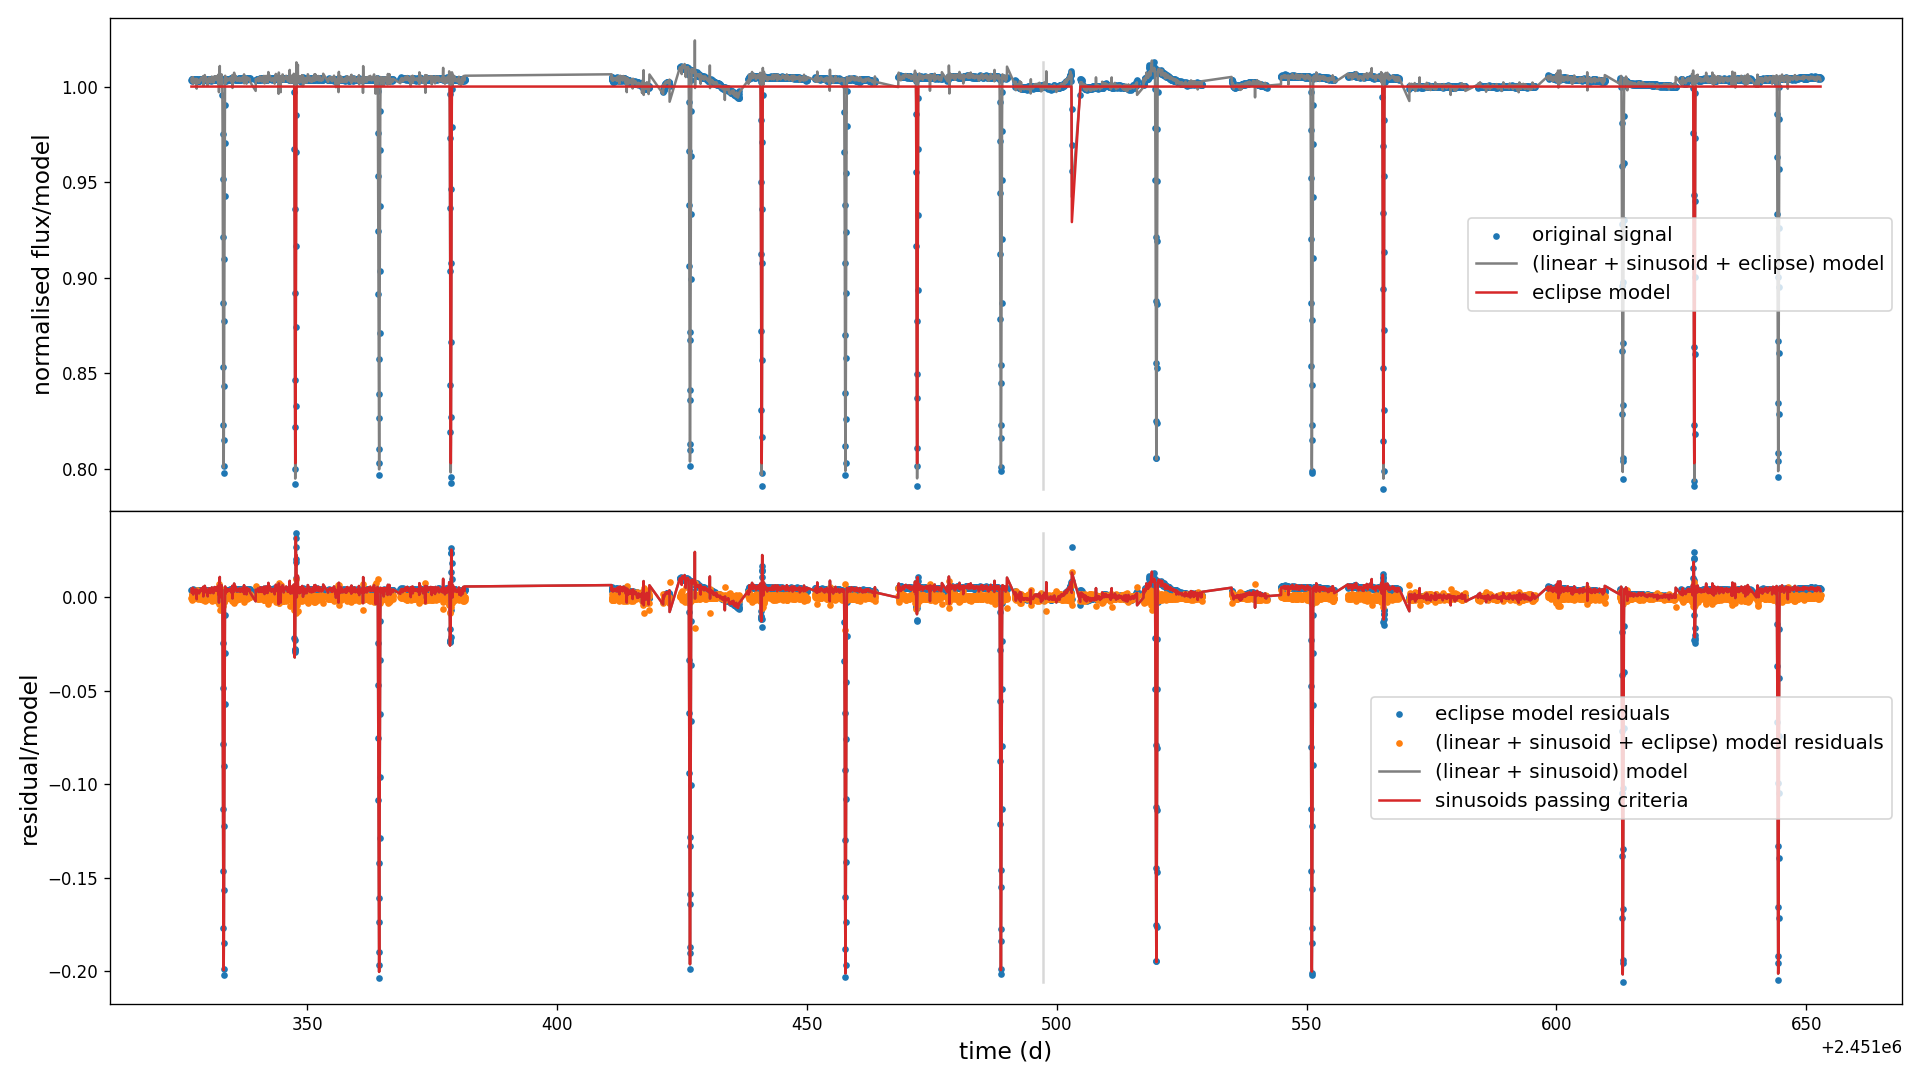 normalised flux/model
1.00
0.95
0.90
0.85
0.80
original signal
(linear + sinusoid + eclipse) model
eclipse model
residual/model
0.00
−0.05
−0.10
−0.15
−0.20
eclipse model residuals
(linear + sinusoid + eclipse) model residuals
(linear + sinusoid) model
sinusoids passing criteria
350 400 450 500 550 600 650
time (d)
+2.451e6